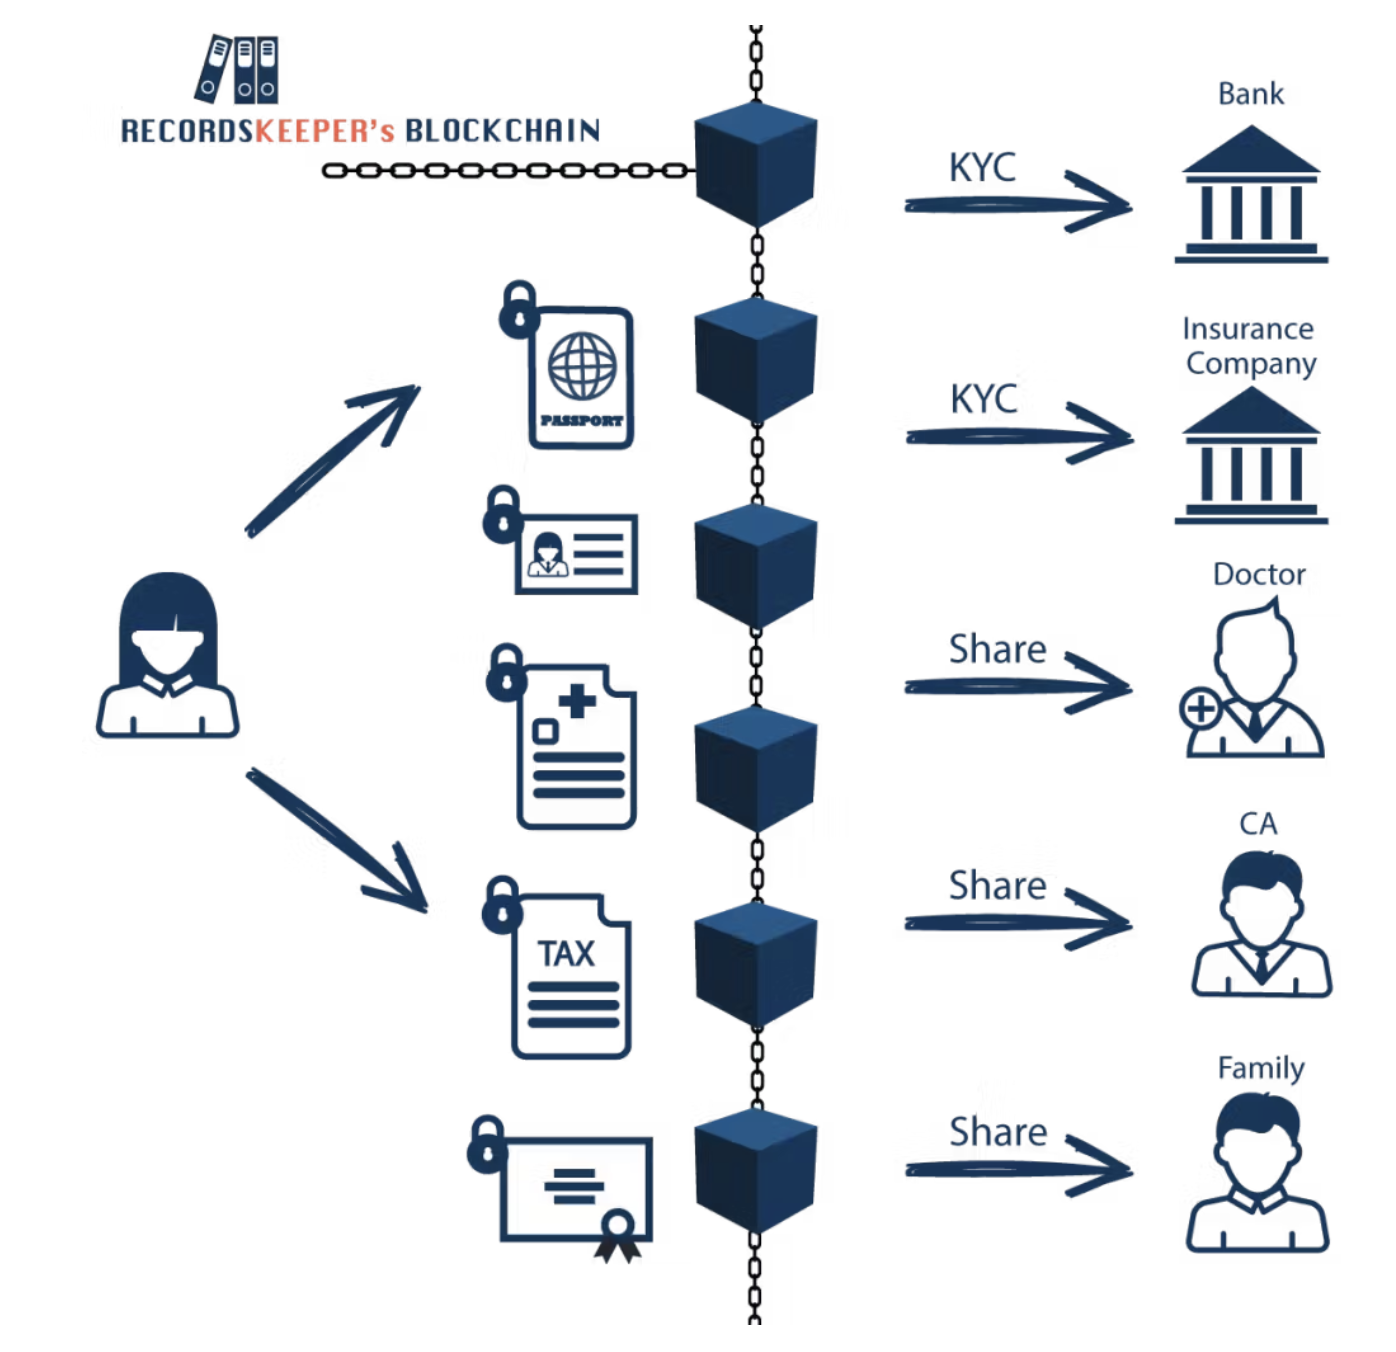 RECORDSKEEPER's BLOCKCHAIN
Bank
KYC
PASSPORT
Insurance
Company
KYC
Doctor
Share
TAX
CA
Share
Family
Share